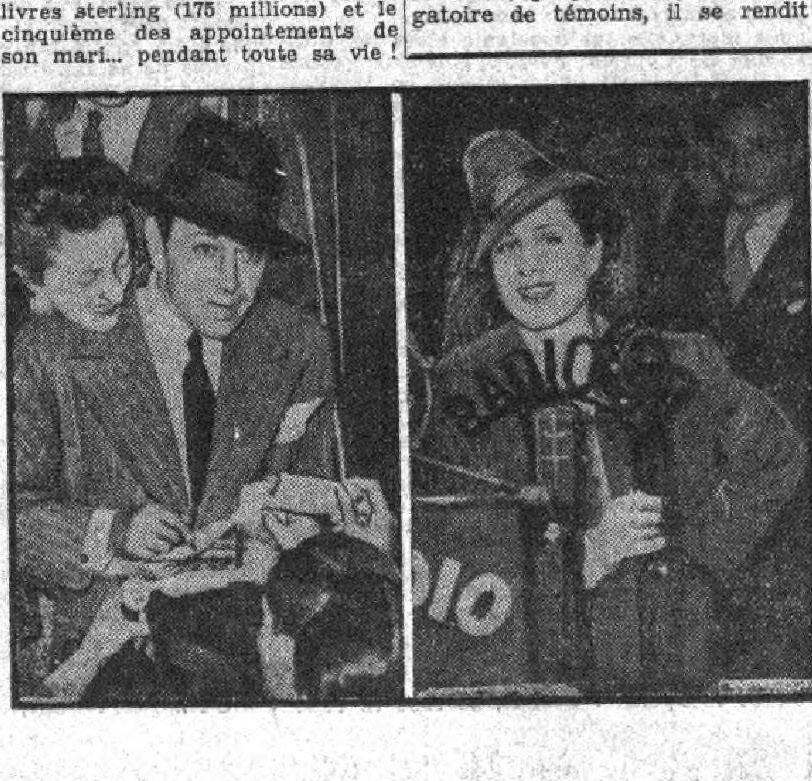 livres sterling (175 millions) et le
cinquième des appointements de
son mari... pendant toute sa vie !
gatoire de témoins, il se rendit
RADIO
DIO